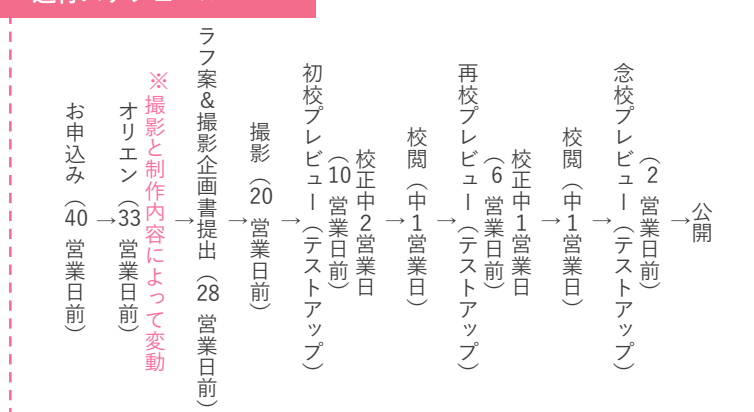 お申込み（40 営業日前）
→
オリエン（33 営業日前）
※撮影と制作内容によって変動
→
ラフ案＆撮影企画書提出（28 営業日前）
→
撮影（20 営業日前）
→
初校プレビュー（テストアップ）
（10 営業日前）
校正中2営業日
→
校閲（中1営業日）
→
再校プレビュー（テストアップ）
（6 営業日前）
校正中1営業日
→
校閲（中1営業日）
→
念校プレビュー（テストアップ）
（2 営業日前）
→
公開